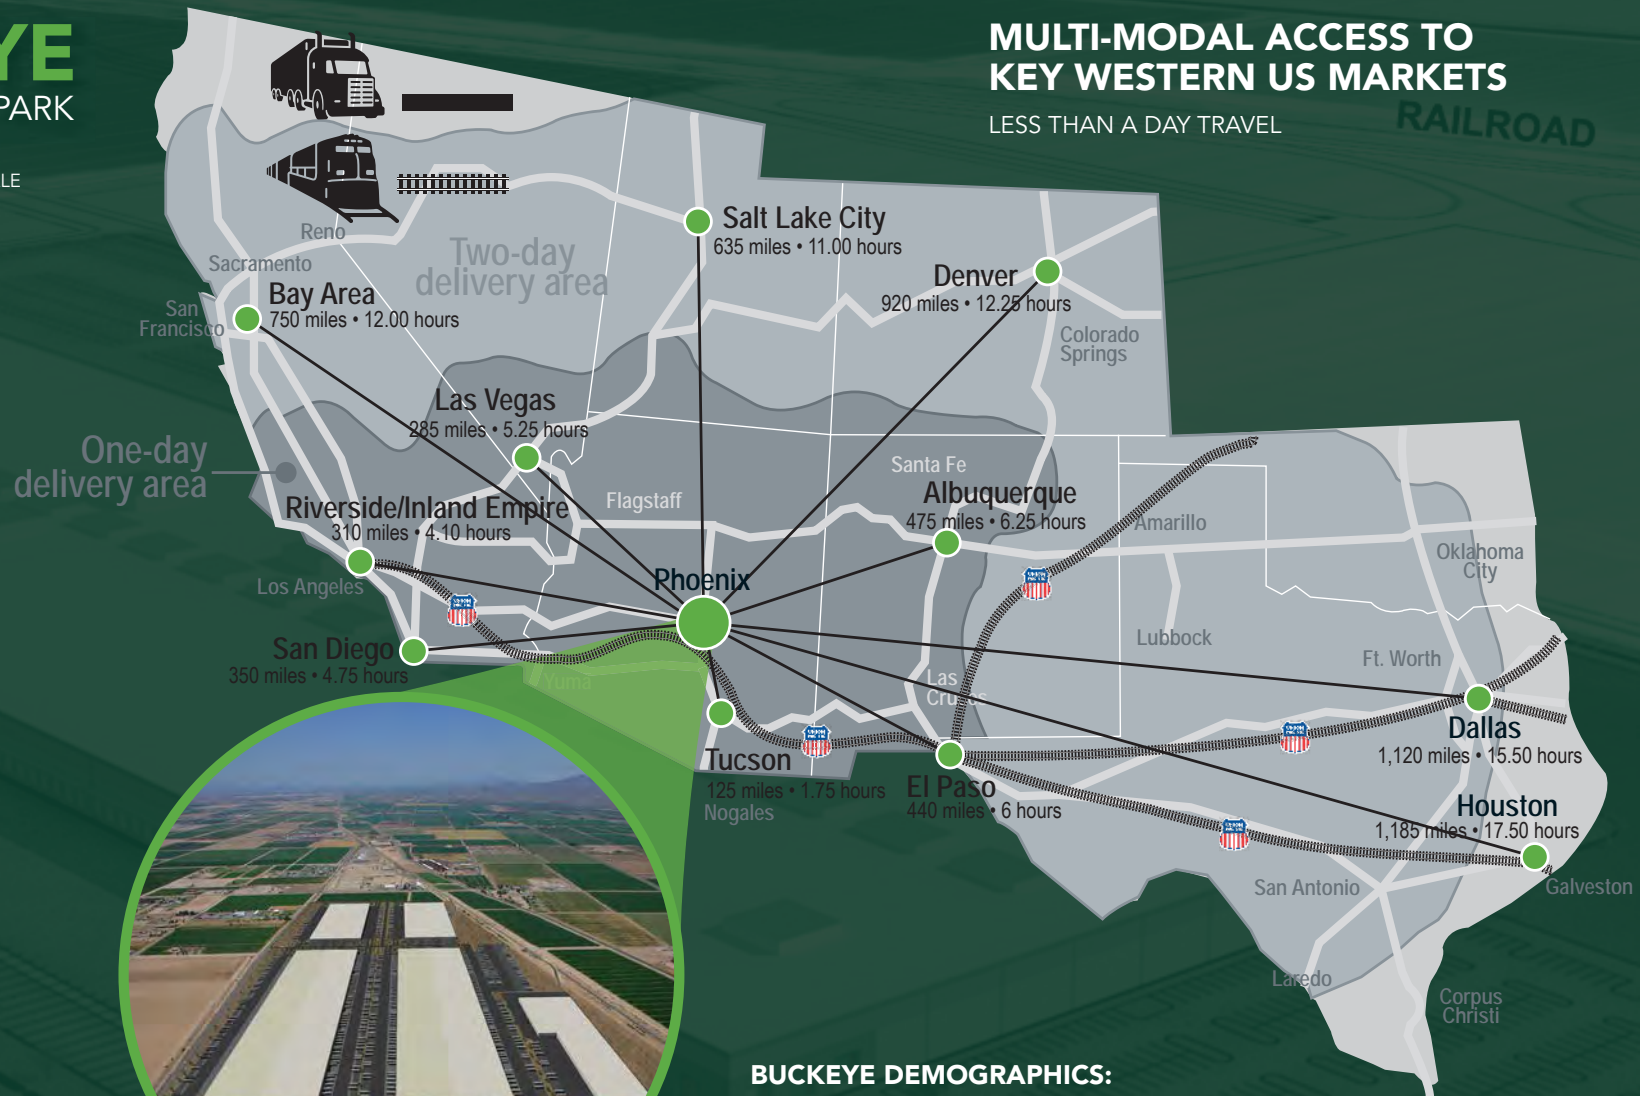 YE
PARK
LE
MULTI-MODAL ACCESS TO
KEY WESTERN US MARKETS
LESS THAN A DAY TRAVEL
RAILROAD
Reno
Sacramento
San
Francisco
Bay Area
750 miles • 12.00 hours
Two-day
delivery area
Salt Lake City
635 miles • 11.00 hours
Denver
920 miles • 12.25 hours
Colorado
Springs
Las Vegas
285 miles • 5.25 hours
One-day
delivery area
Riverside/Inland Empire
310 miles • 4.10 hours
Los Angeles
Flagstaff
Santa Fe
Albuquerque
475 miles • 6.25 hours
Amarillo
Oklahoma
City
Phoenix
San Diego
350 miles • 4.75 hours
Yuma
Lubbock
Ft. Worth
Las
Cruces
Tucson
125 miles • 1.75 hours
Nogales
El Paso
440 miles • 6 hours
Dallas
1,120 miles • 15.50 hours
Houston
1,185 miles • 17.50 hours
San Antonio
Galveston
Laredo
Corpus
Christi
BUCKEYE DEMOGRAPHICS: